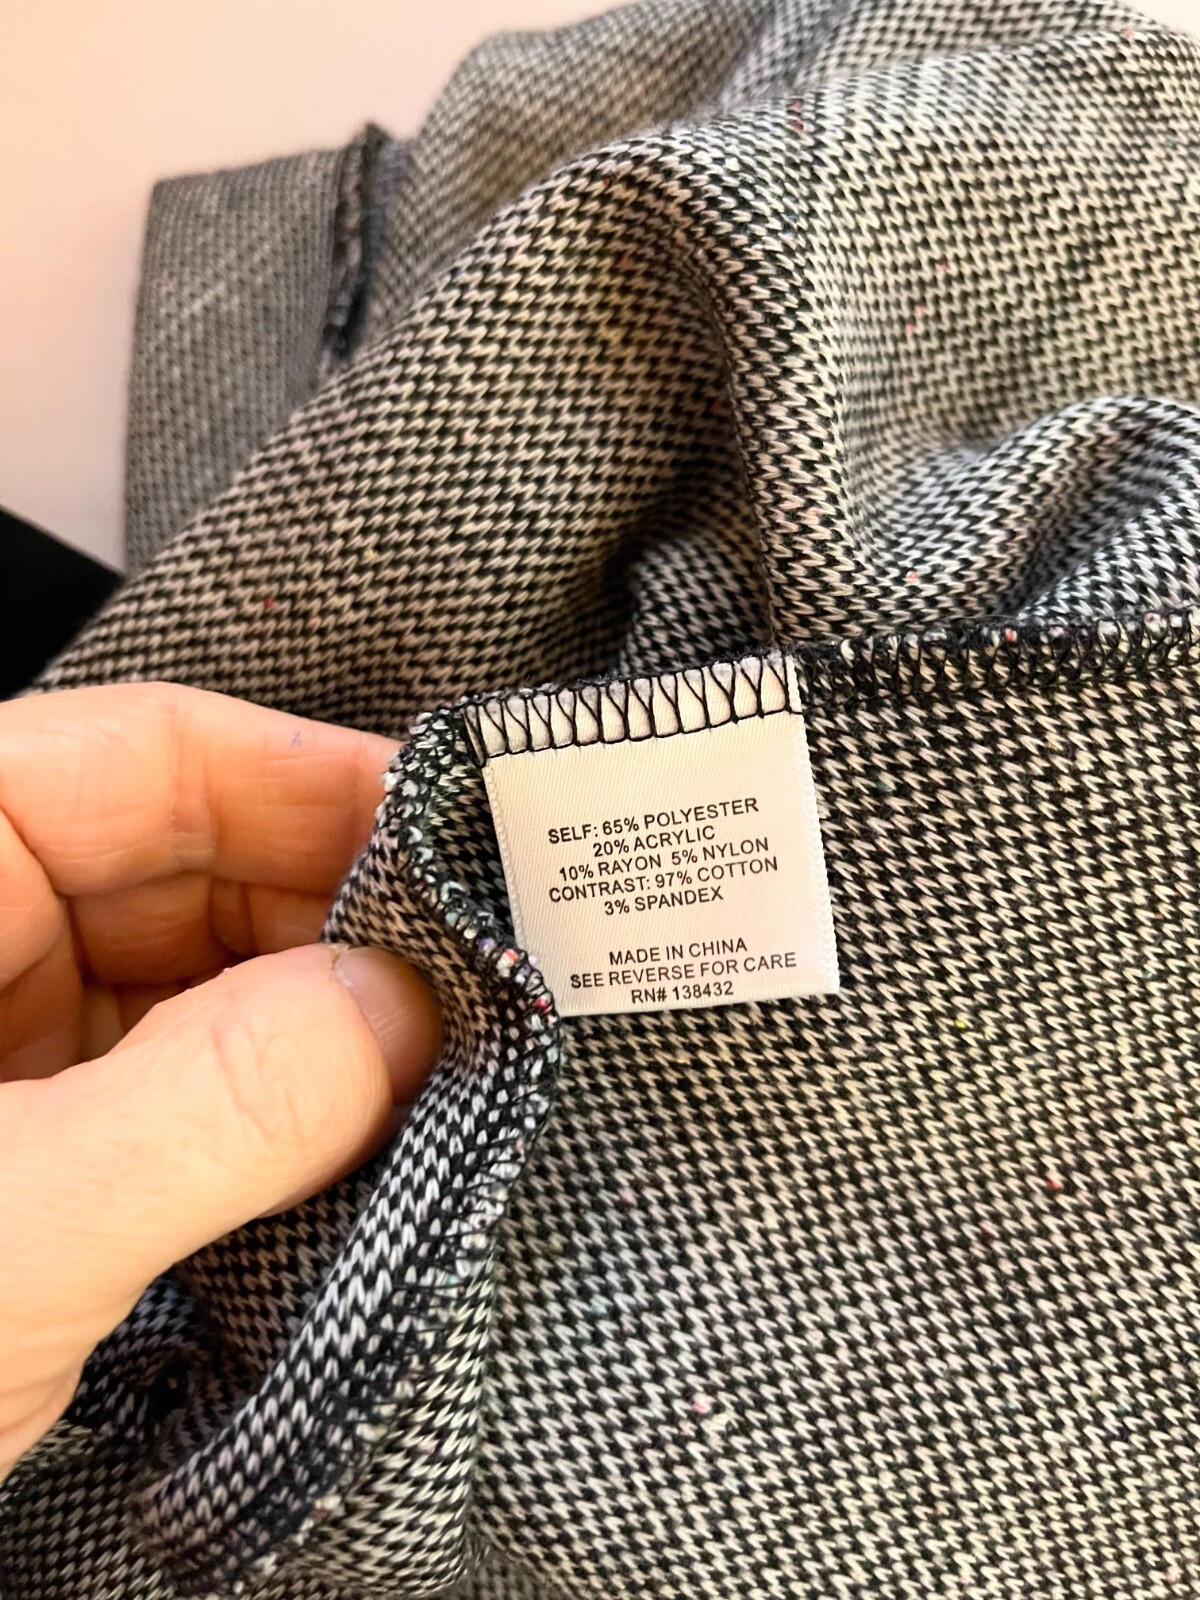 SELF: 65% POLYESTER
20% ACRYLIC
10% RAYON 5% NYLON
CONTRAST: 97% COTTON
3% SPANDEX
MADE IN CHINA
SEE REVERSE FOR CARE
RN# 138432